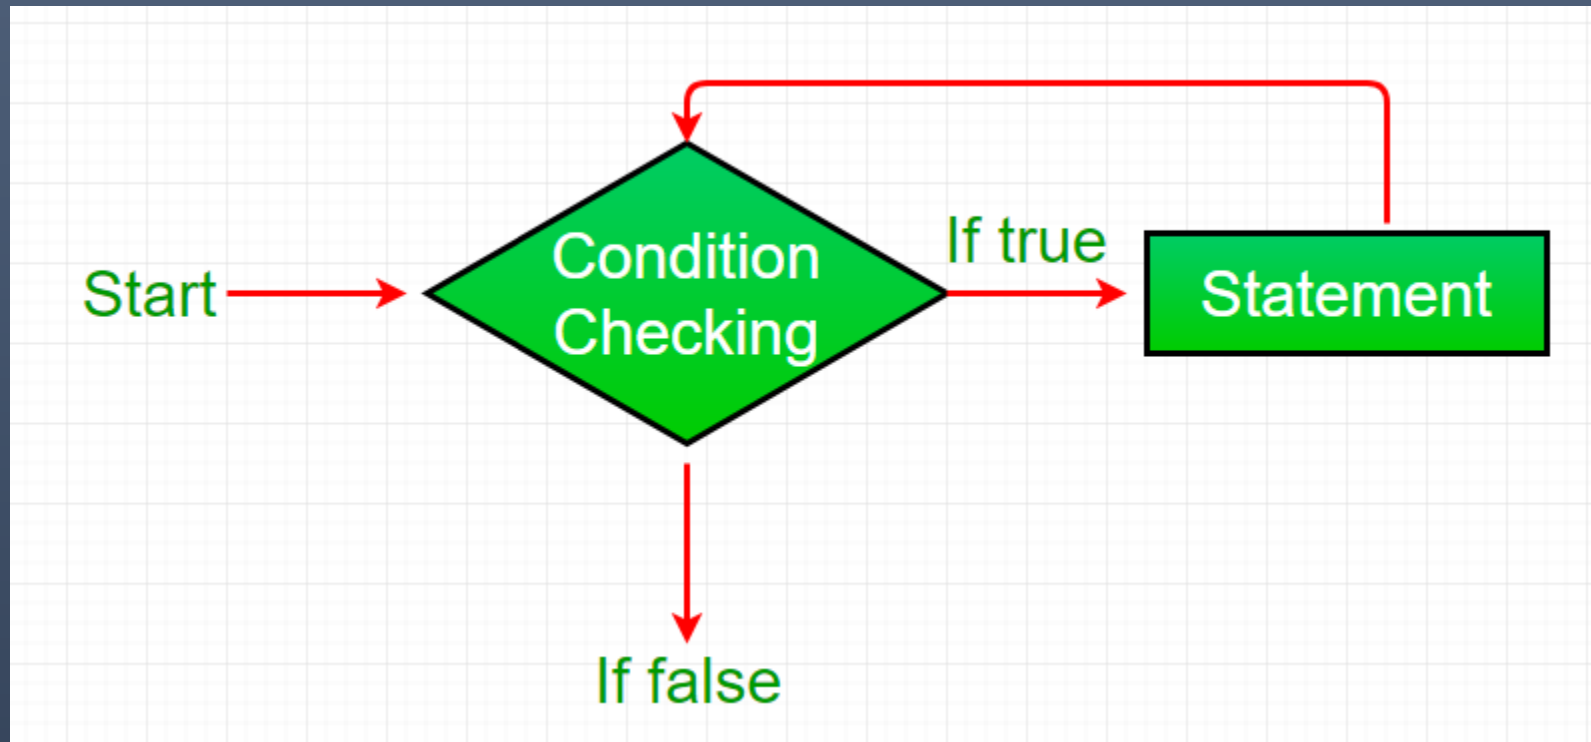 Start
Condition
Checking
If true
Statement
If false